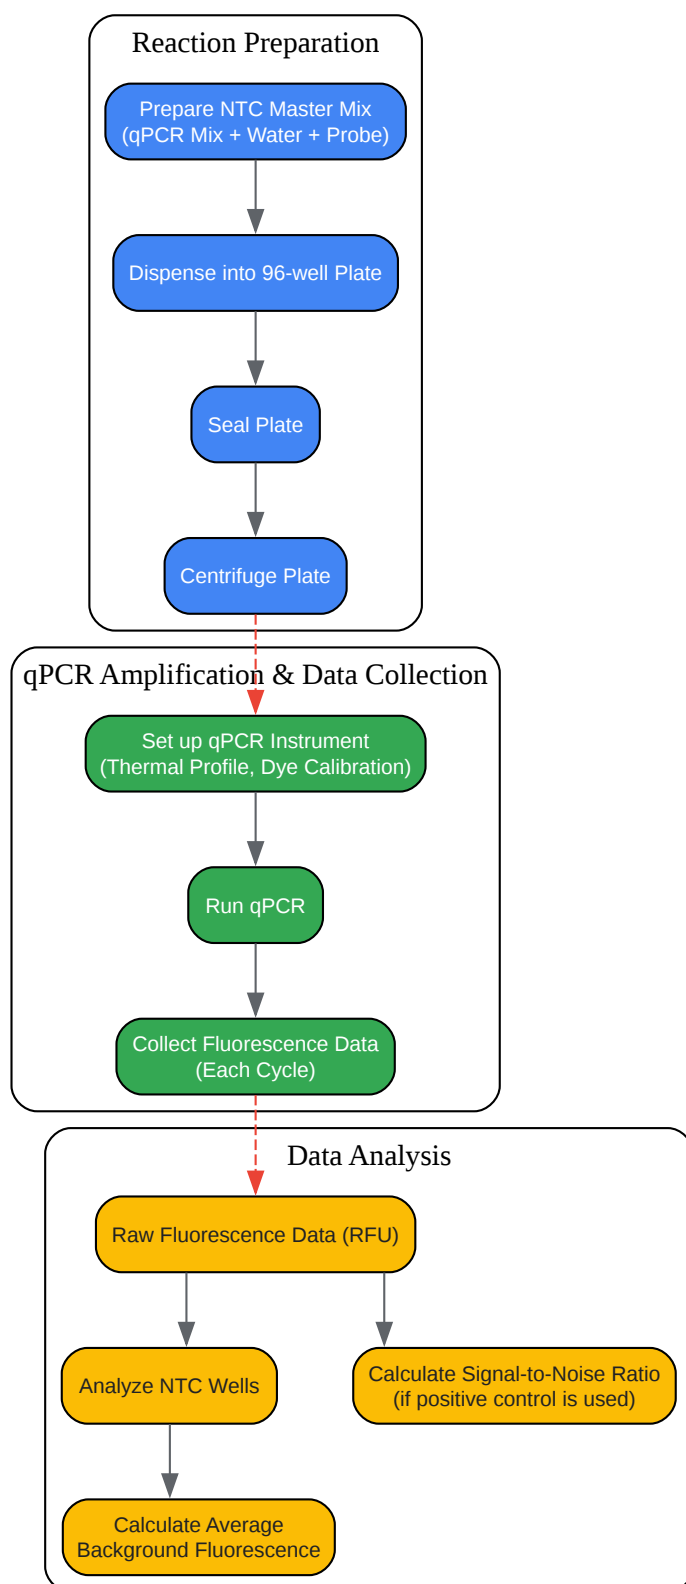 Reaction Preparation
Prepare NTC Master Mix
(qPCR Mix + Water + Probe)
Dispense into 96-well Plate
Seal Plate
Centrifuge Plate
qPCR Amplification & Data Collection
Set up qPCR Instrument
(Thermal Profile, Dye Calibration)
Run qPCR
Collect Fluorescence Data
(Each Cycle)
Data Analysis
Raw Fluorescence Data (RFU)
Analyze NTC Wells
Calculate Signal-to-Noise Ratio
(if positive control is used)
Calculate Average
Background Fluorescence